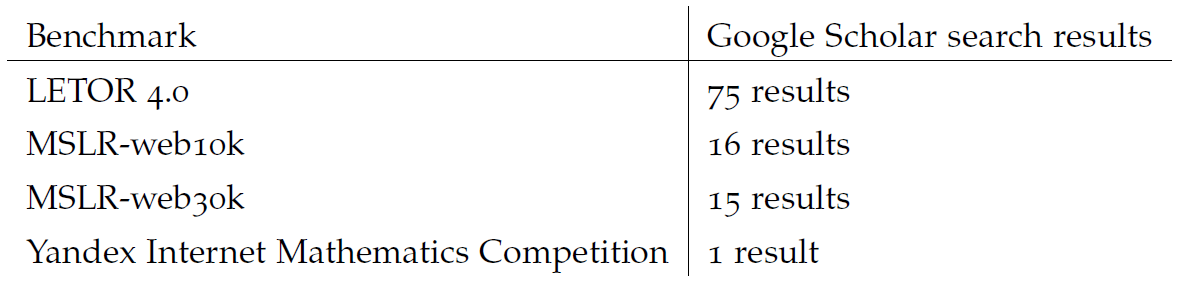 Benchmark Google Scholar search results
LETOR 4.0 75 results
MSLR-web10k 16 results
MSLR-web30k 15 results
Yandex Internet Mathematics Competition 1 result